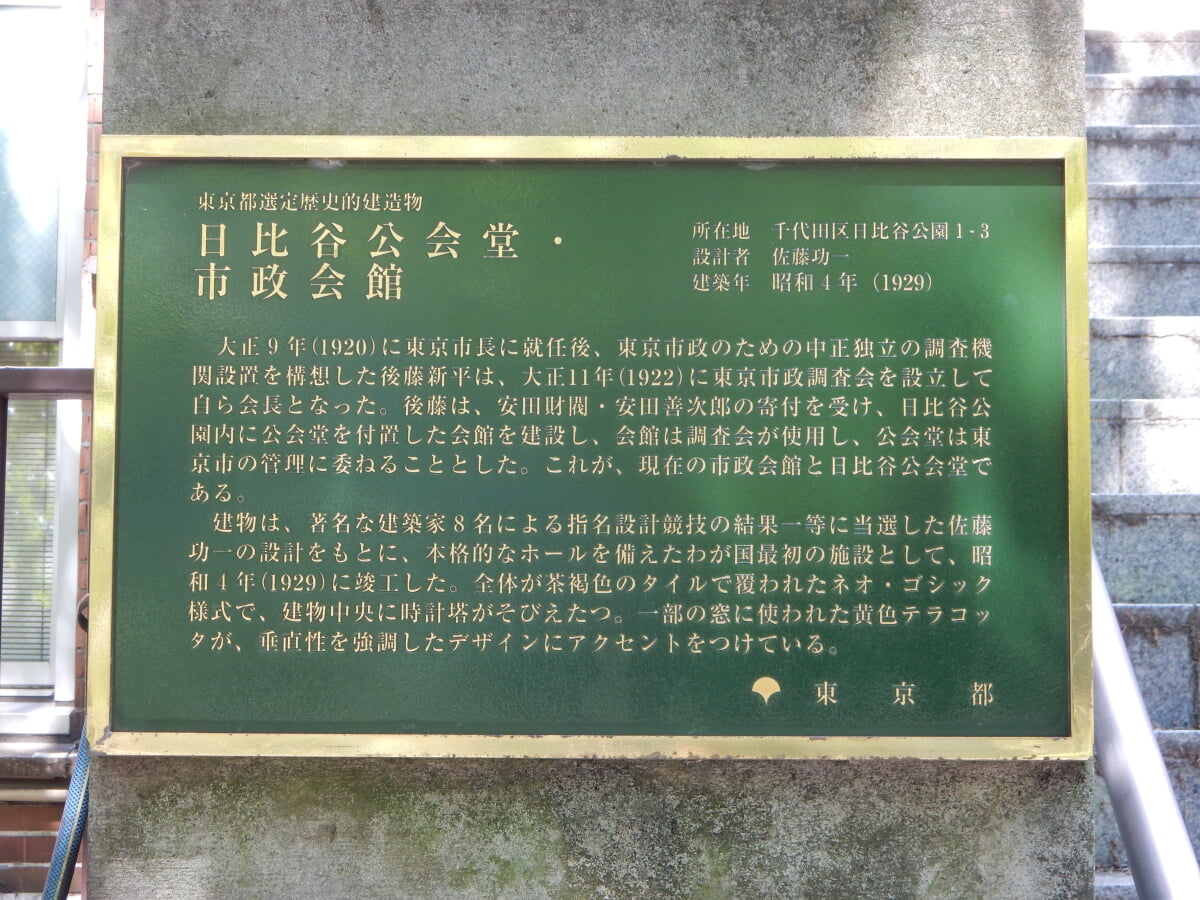 東京都選定歴史的建造物
日比谷公会堂・
市政会館
所在地　千代田区日比谷公園1-3
設計者　佐藤功一
建築年　昭和4年（1929）
大正9年(1920)に東京市長に就任後、東京市政のための中正独立の調査機
関設置を構想した後藤新平は、大正11年(1922)に東京市政調査会を設立して
自ら会長となった。後藤は、安田財閥・安田善次郎の寄付を受け、日比谷公
園内に公会堂を付置した会館を建設し、会館は調査会が使用し、公会堂は東
京市の管理に委ねることとした。これが、現在の市政会館と日比谷公会堂で
ある。
建物は、著名な建築家8名による指名設計競技の結果一等に当選した佐藤
功一の設計をもとに、本格的なホールを備えたわが国最初の施設として、昭
和4年(1929)に竣工した。全体が茶褐色のタイルで覆われたネオ・ゴシック
様式で、建物中央に時計塔がそびえたつ。一部の窓に使われた黄色テラコッ
タが、垂直性を強調したデザインにアクセントをつけている。
東京都